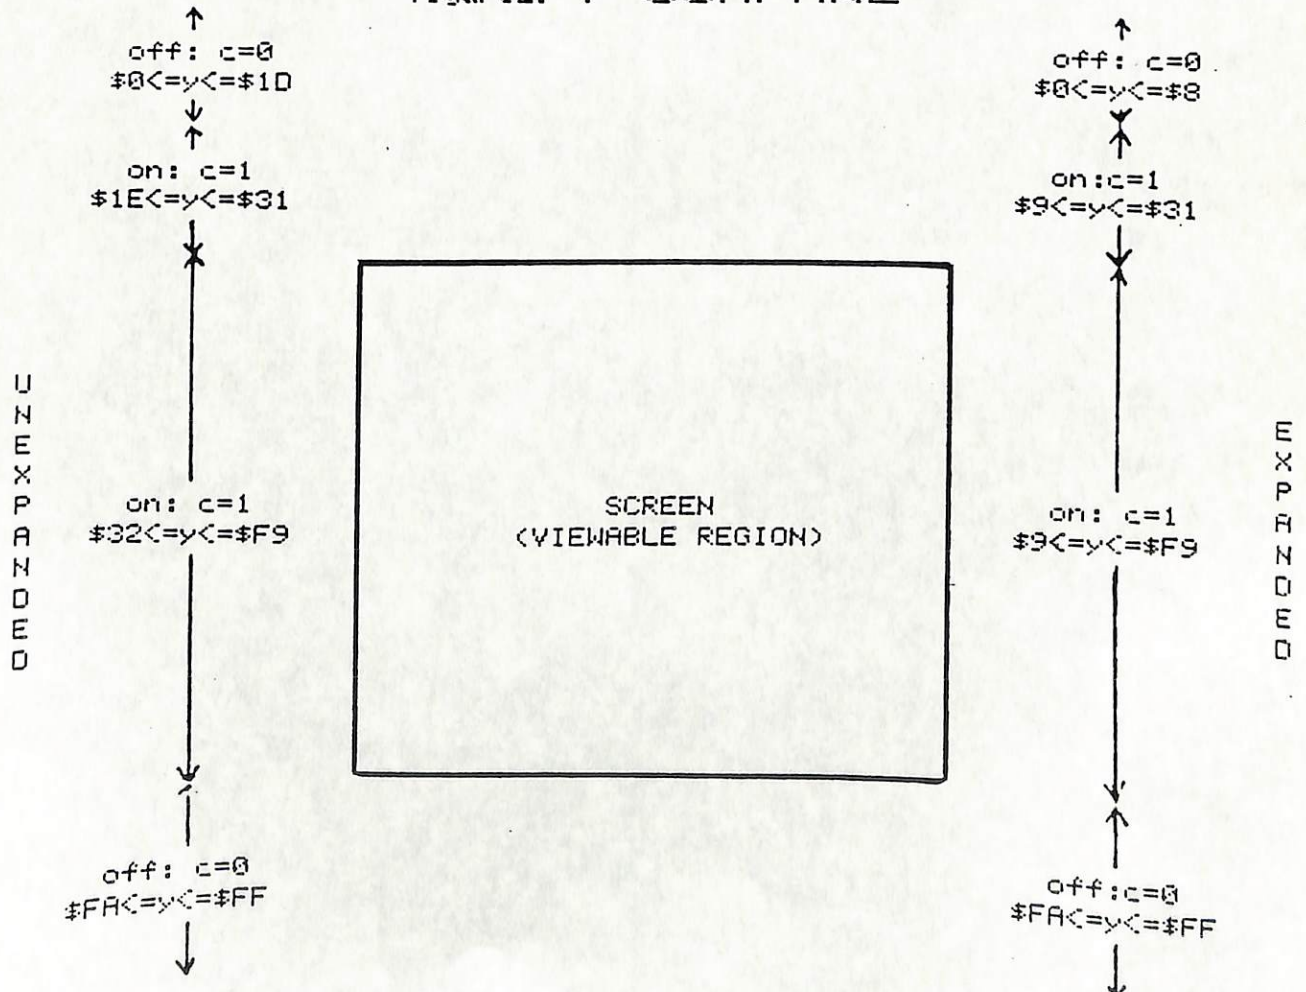 off: c=0
$0<=y<=$1D
on: c=1
$1E<=y<=$31
UNEXPANDED
on: c=1
$32<=y<=$F9
off: c=0
$FA<=y<=$FF
SCREEN
(VIEWABLE REGION)
off: c=0
$0<=y<=$8
on:c=1
$9<=y<=$31
on: c=1
$9<=y<=$F9
EXPANDED
off:c=0
$FA<=y<=$FF